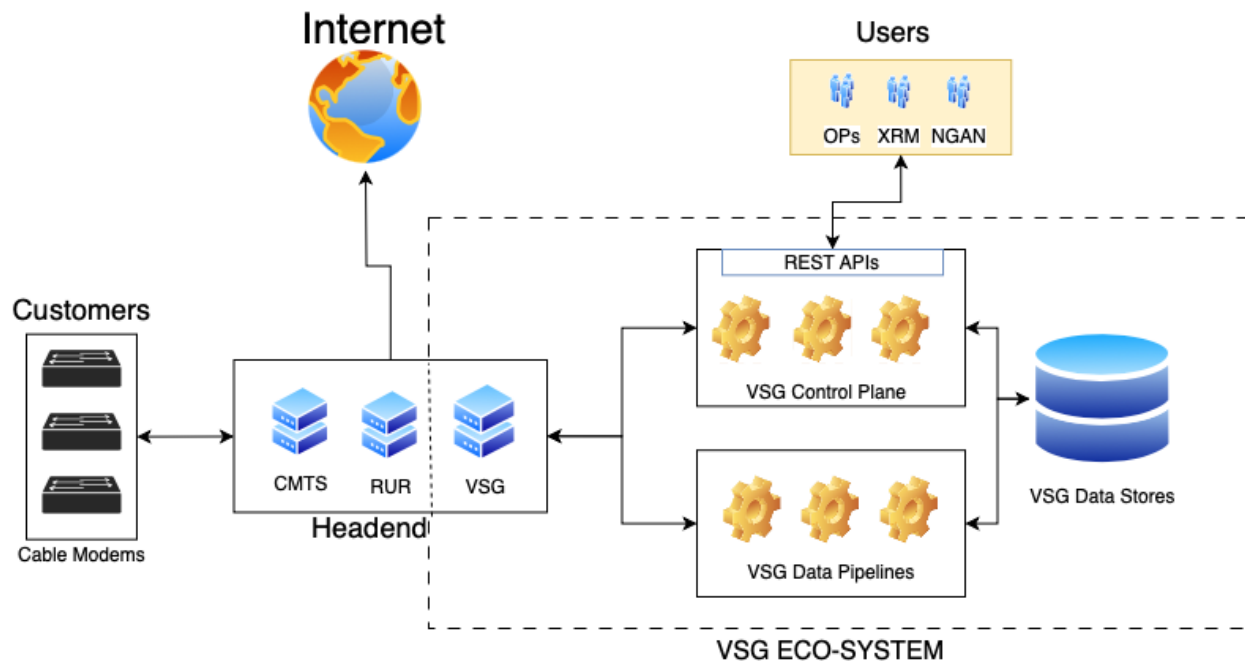 Internet
Users
OPs XRM NGAN
REST APIs
Customers
VSG Control Plane
CMTS RUR VSG
VSG Data Stores
Headend
Cable Modems
VSG Data Pipelines
VSG ECO-SYSTEM